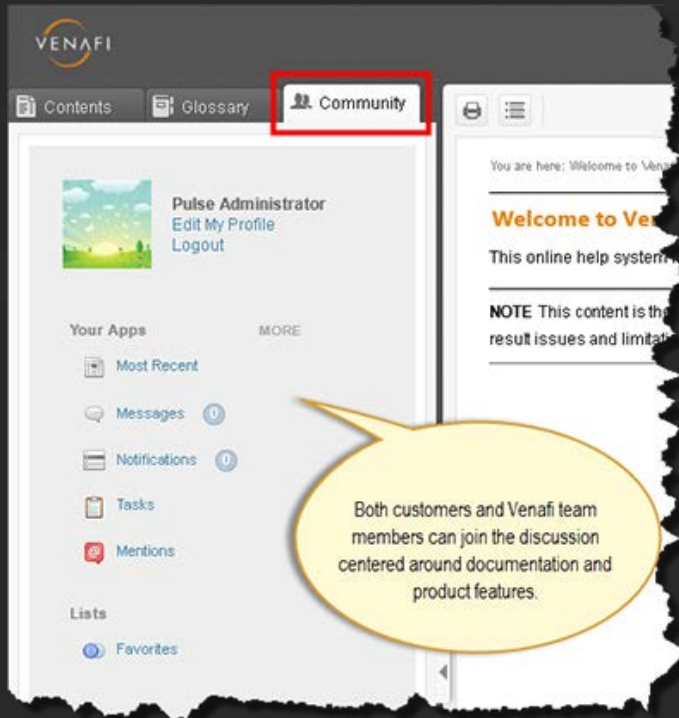 VENAFI
Contents
Glossary
Community
You are here: Welcome to
Pulse Administrator
Edit My Profile
Logout
Welcome to
This online help system
NOTE This content is the
result issues and
Your Apps
MORE
Most Recent
Messages 0
Notifications 0
Tasks
Mentions
Lists
Favorites
Both customers and Venafi team
members can join the discussion
centered around documentation and
product features.